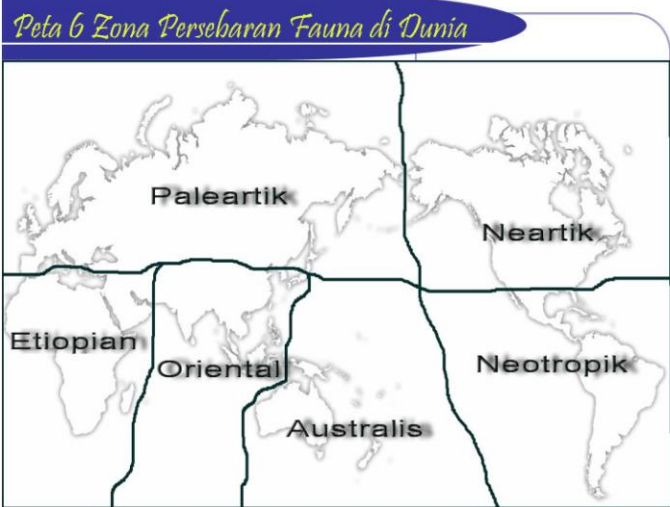 Peta 6 Zona Persebaran Fauna di Dunia
Paleartik
Neartik
Etiopian
Oriental
Neotropik
Australis